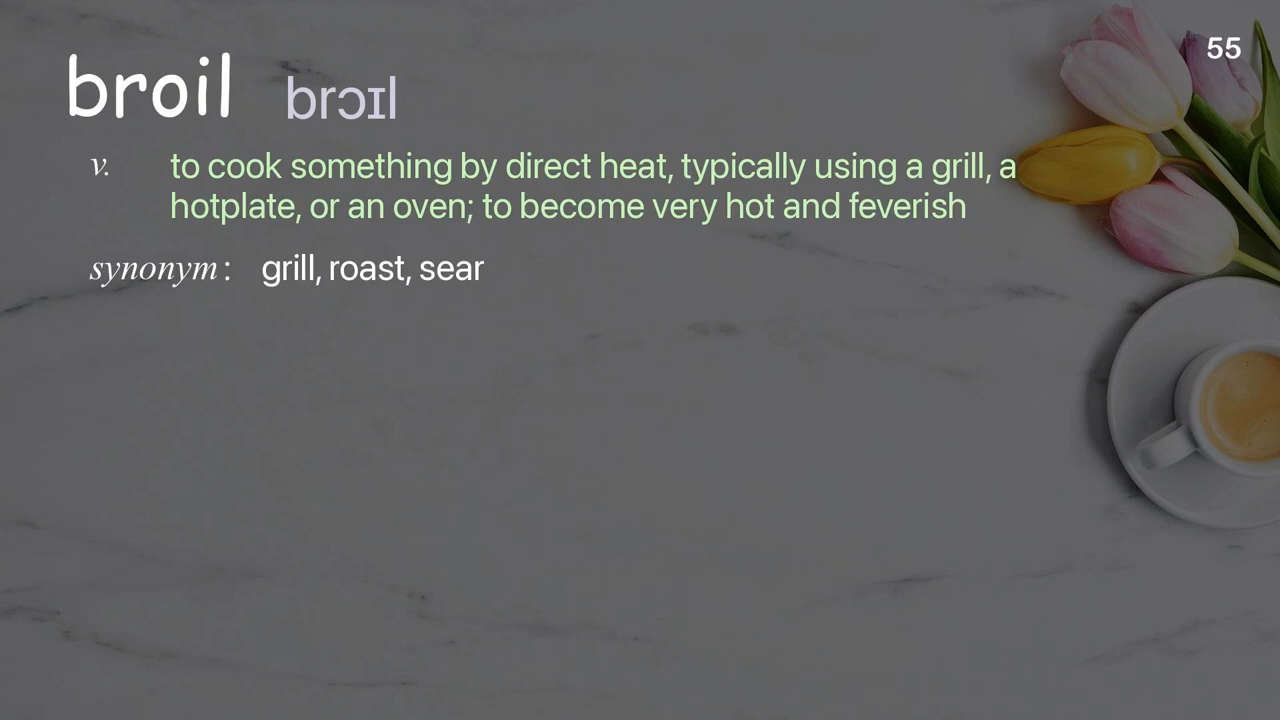 55
broil brɔɪl
v. to cook something by direct heat, typically using a grill, a
hotplate, or an oven; to become very hot and feverish
synonym: grill, roast, sear